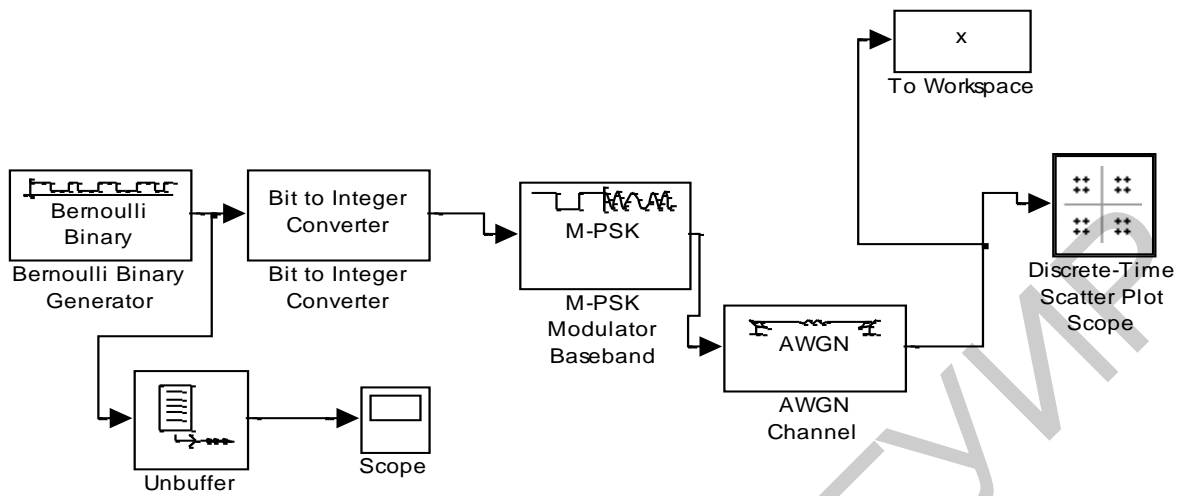 x
To Workspace
Bernoulli
Binary
Bernoulli Binary
Generator
Bit to Integer
Converter
Bit to Integer
Converter
M-PSK
M-PSK
Modulator
Baseband
AWGN
AWGN
Channel
Discrete-Time
Scatter Plot
Scope
Unbuffer
Scope
ГУИР